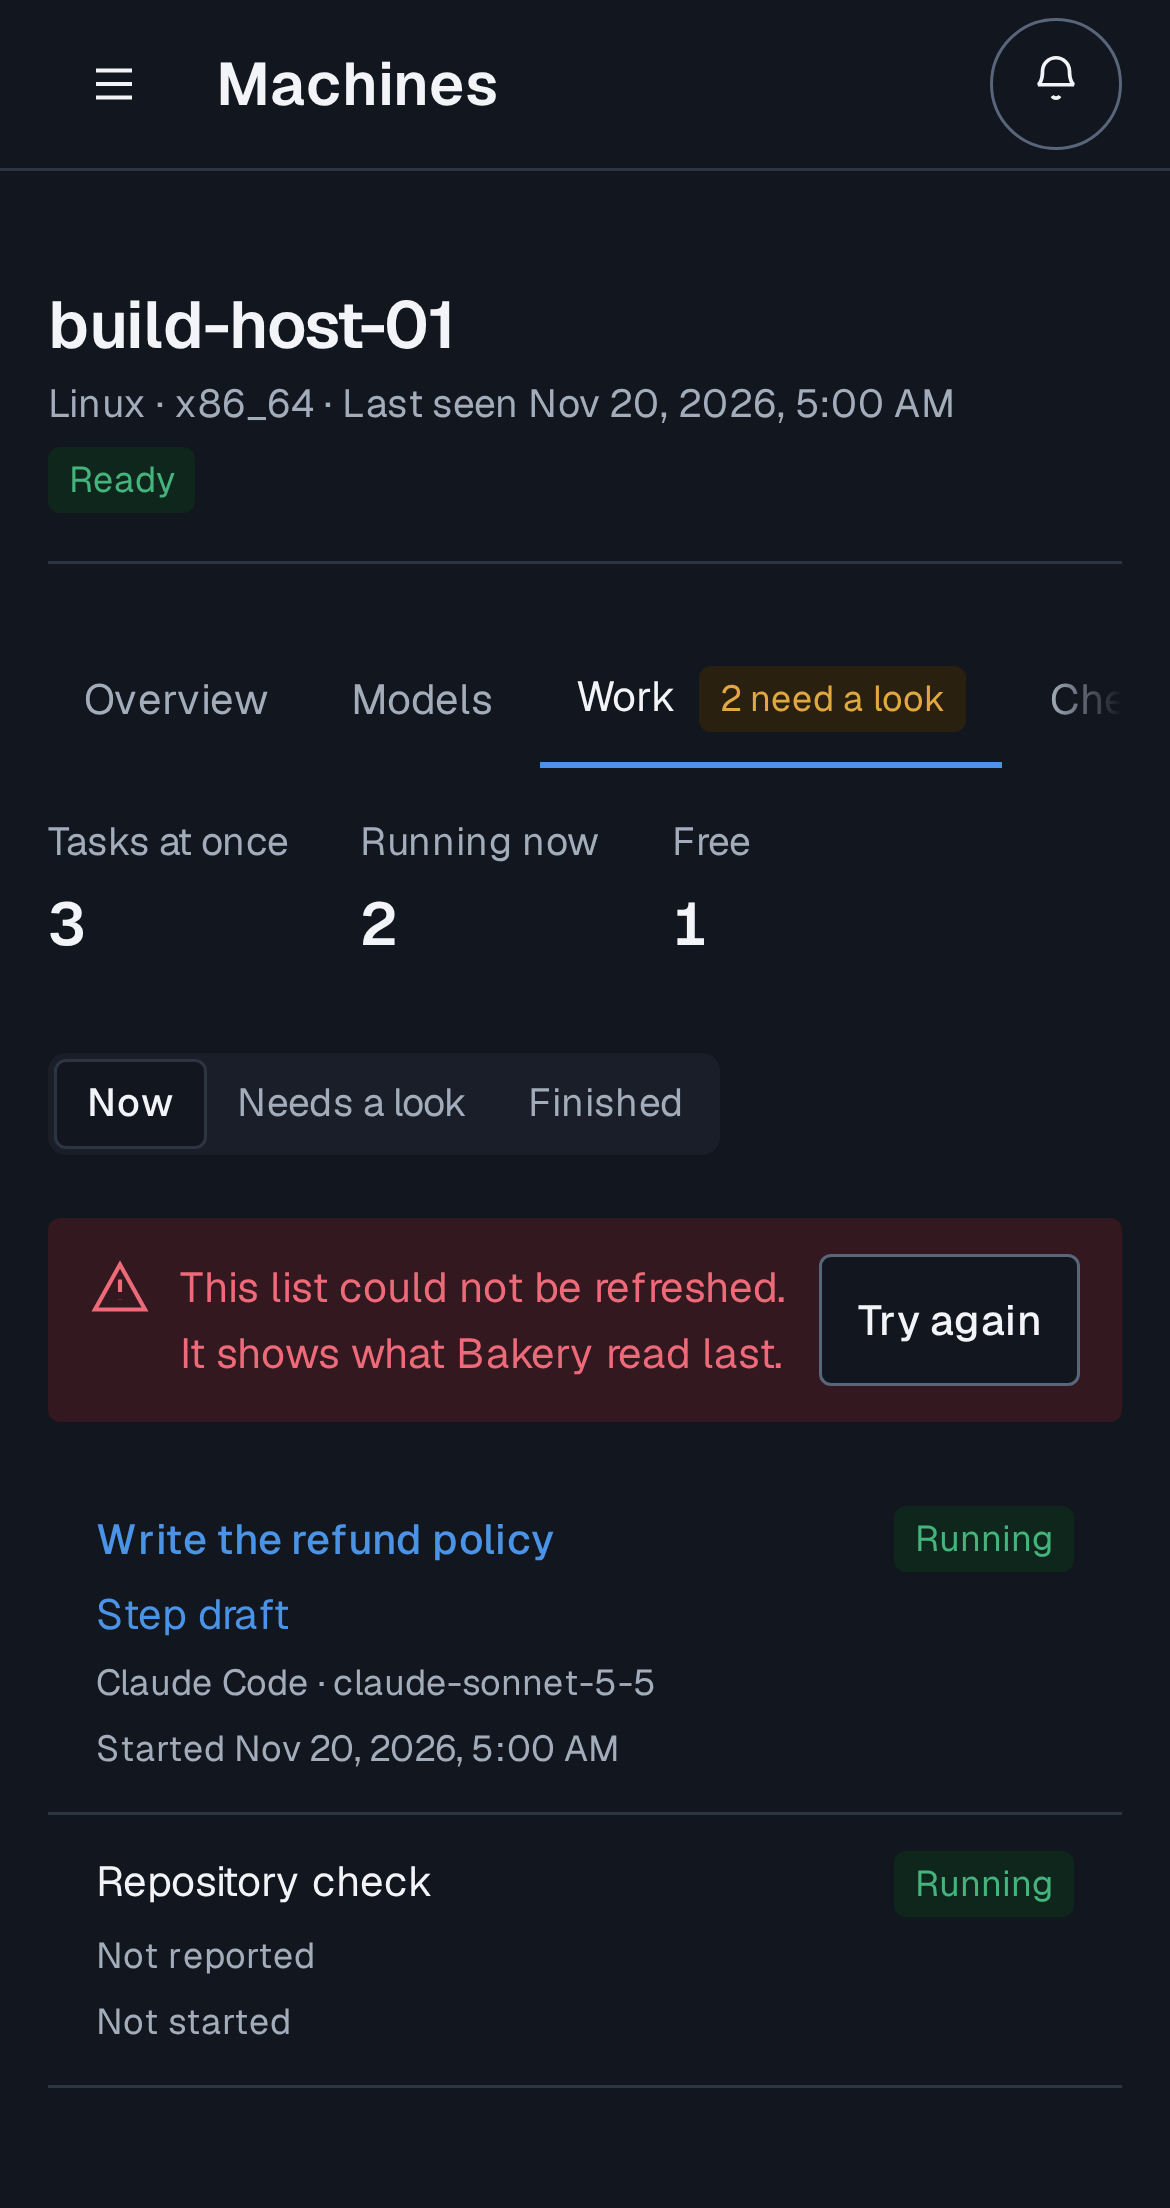 Machines
build-host-01
Linux · x86_64 · Last seen Nov 20, 2026, 5:00 AM
Ready
Overview Models Work 2 need a look
Tasks at once Running now Free
3 2 1
Now Needs a look Finished
This list could not be refreshed.
It shows what Bakery read last.
Try again
Write the refund policy Running
Step draft
Claude Code · claude-sonnet-5-5
Started Nov 20, 2026, 5:00 AM
Repository check Running
Not reported
Not started